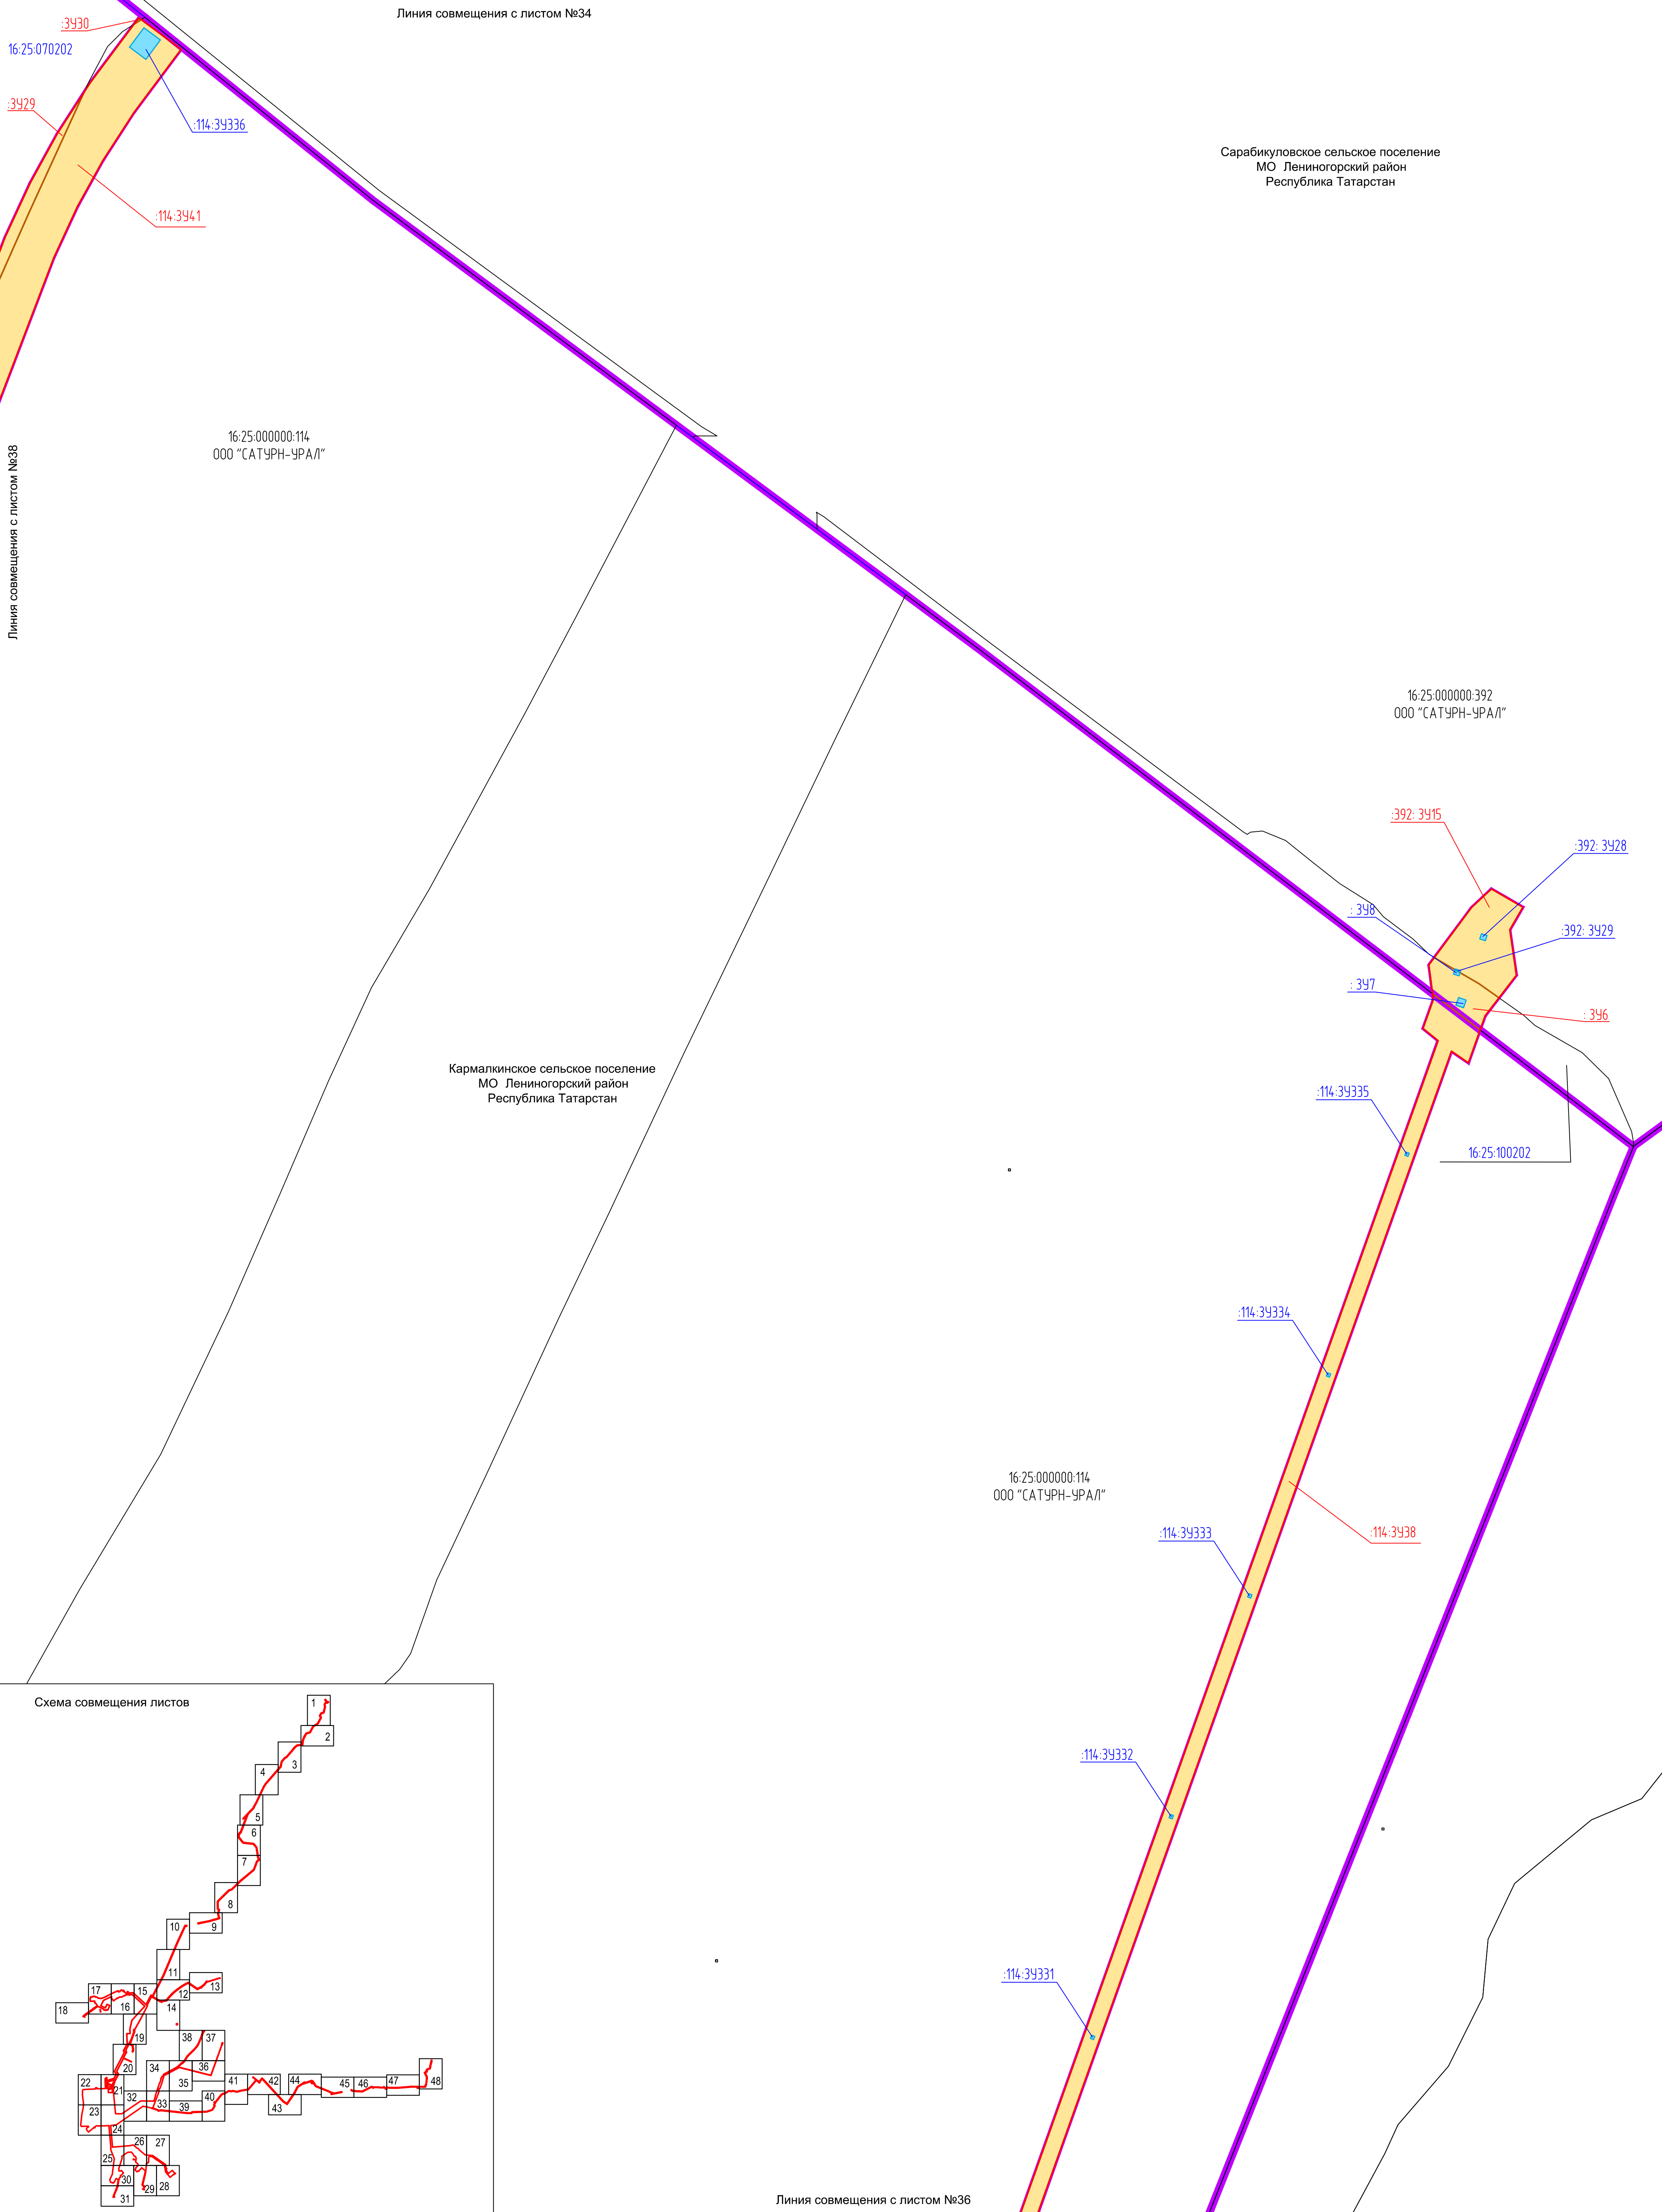 Линия совмещения с листом №34
:ЗУ30
16:25:070202
:ЗУ29
:114:ЗУ336
:114:ЗУ41
Сарабикуловское сельское поселение
МО Лениногорский район
Республика Татарстан
Линия совмещения с листом №38
16:25:000000:114
ООО "САТУРН-УРАЛ"
16:25:000000:392
ООО "САТУРН-УРАЛ"
:392: ЗУ15
:392: ЗУ28
: ЗУ8
:392: ЗУ29
: ЗУ7
: ЗУ6
Кармалкинское сельское поселение
МО Лениногорский район
Республика Татарстан
:114:ЗУ335
16:25:100202
:114:ЗУ334
16:25:000000:114
ООО "САТУРН-УРАЛ"
:114:ЗУ333
:114:ЗУ38
:114:ЗУ332
:114:ЗУ331
Схема совмещения листов
1
2
3
4
5
6
7
8
9
10
11
12
13
14
15
16
17
18
19
20
21
22
23
24
25
26
27
28
29
30
31
32
33
34
35
36
37
38
39
40
41
42
43
44
45
46
47
48
Линия совмещения с листом №36